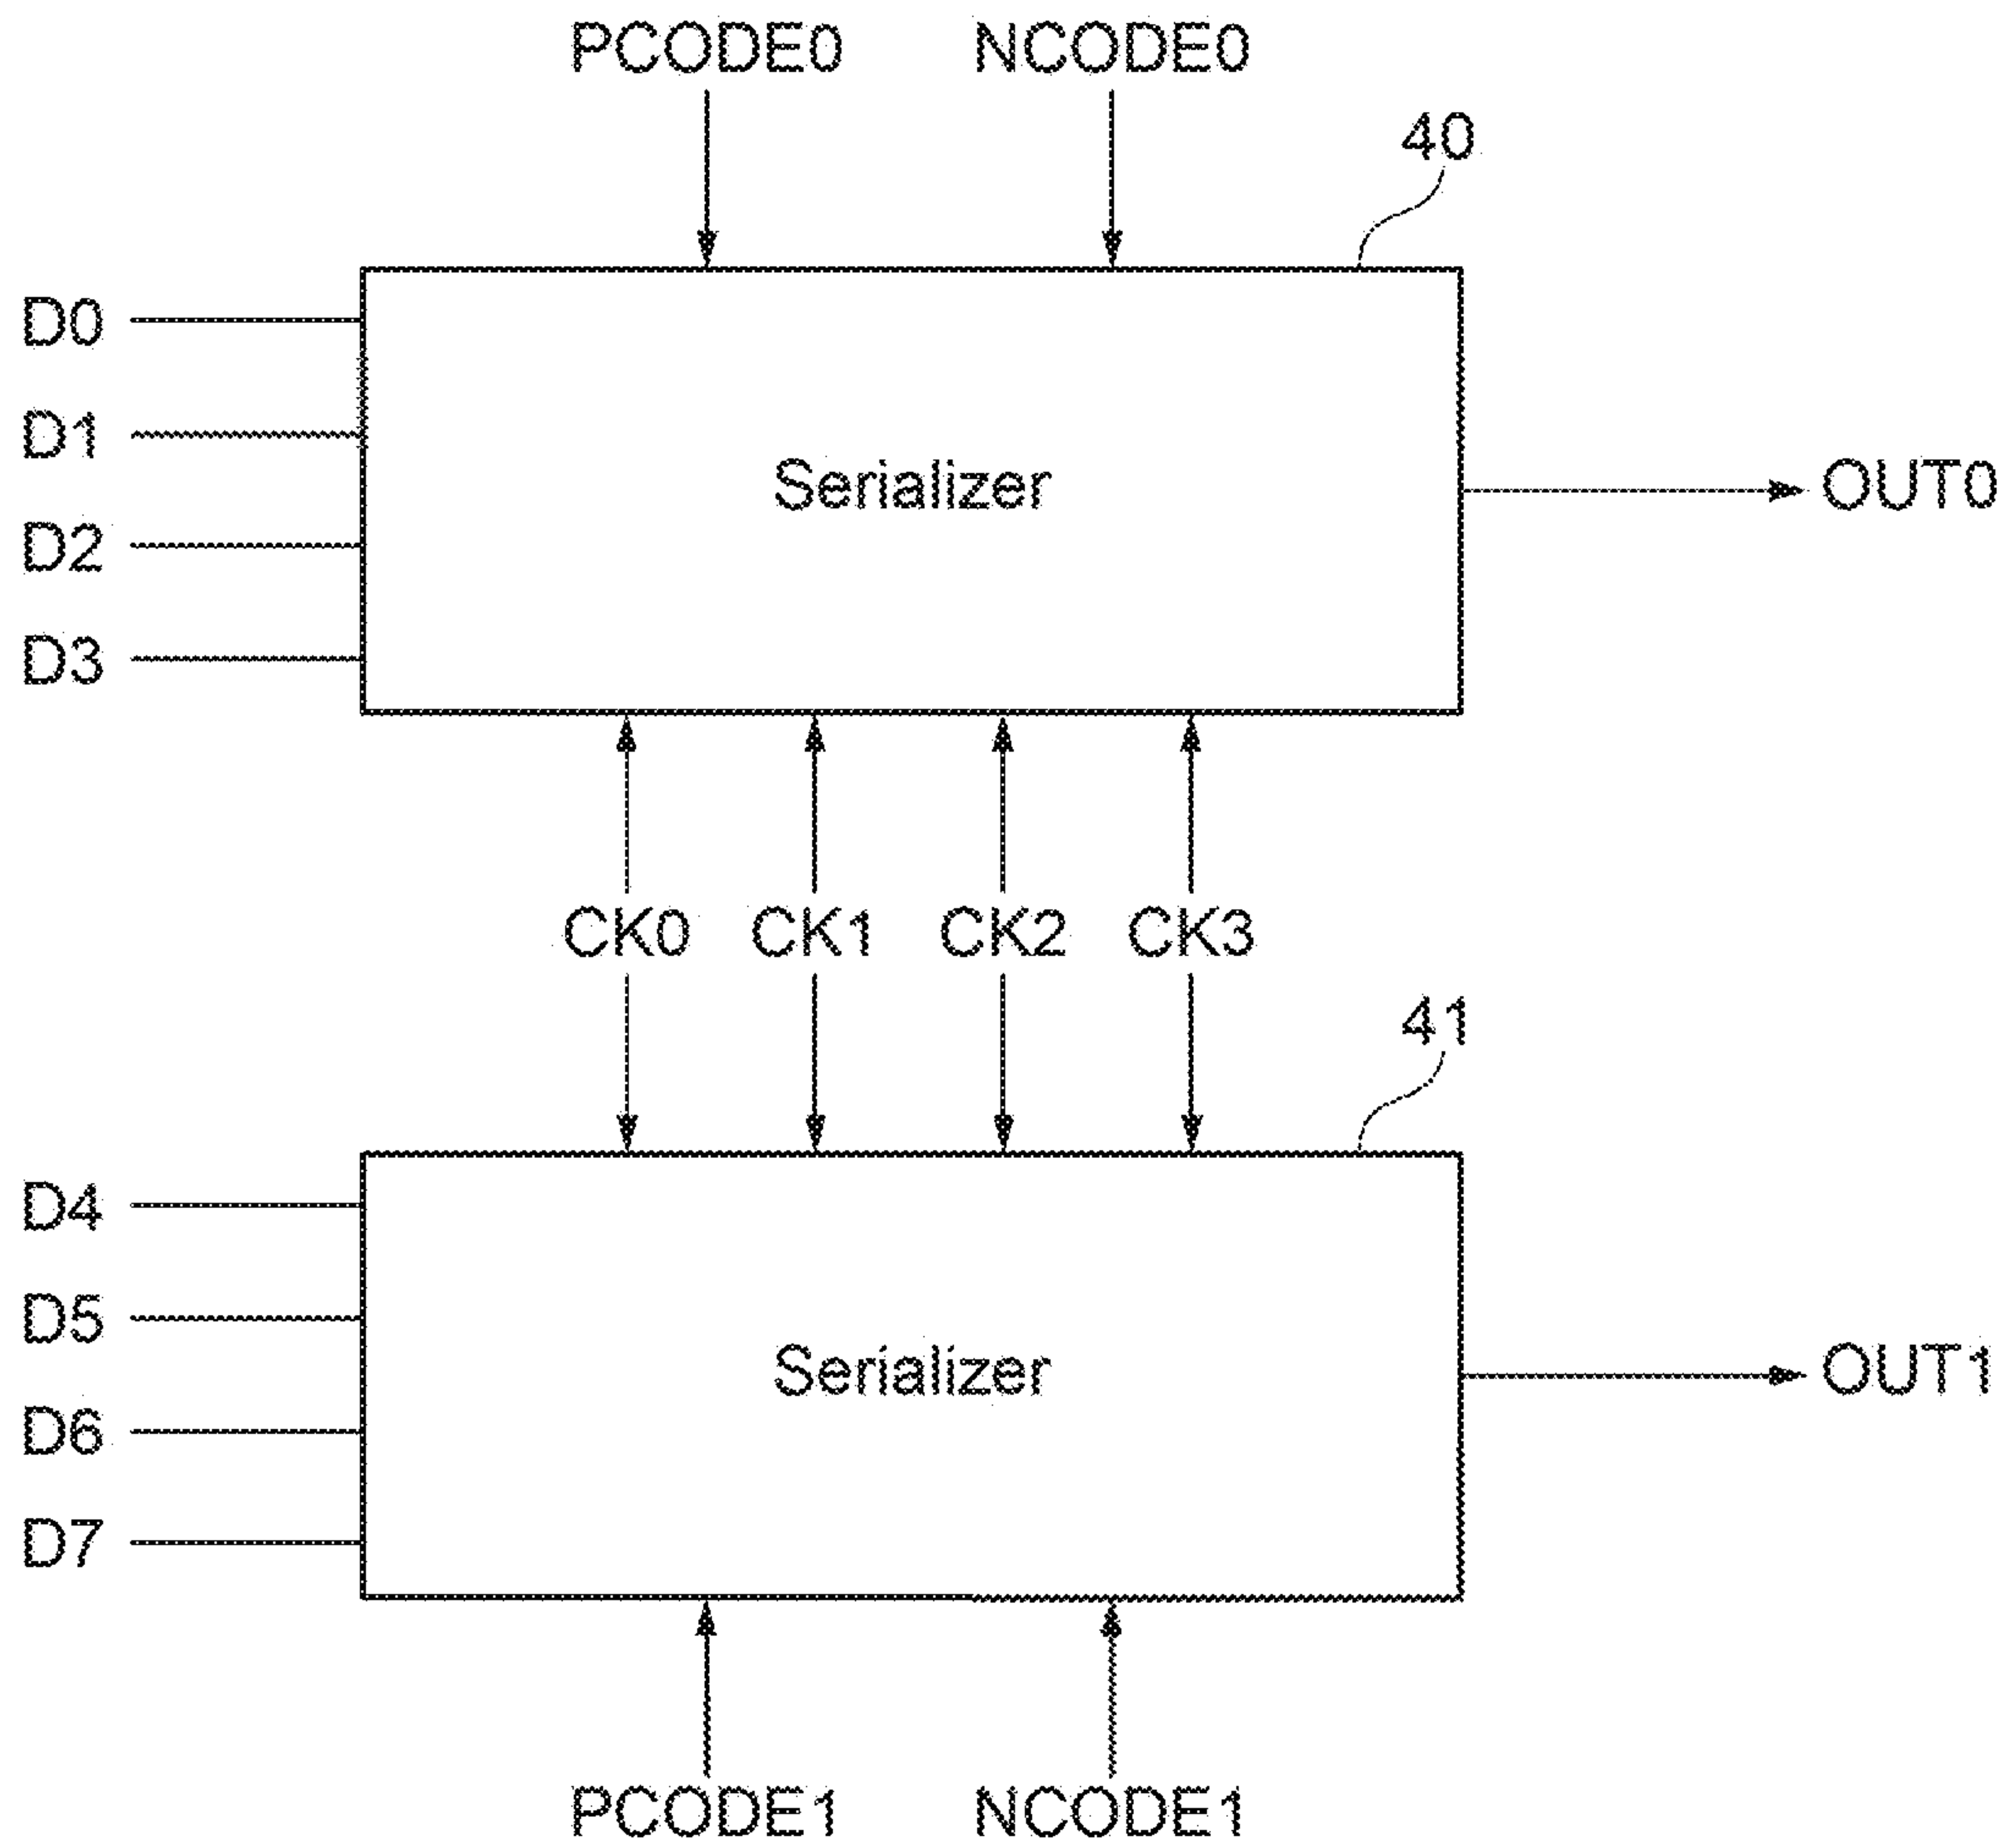 PCODE0 NCODE0
40
D0
D1
Serializer
OUT0
D2
D3
CK0 CK1 CK2 CK3
41
D4
D5
Serializer
OUT1
D6
D7
PCODE1 NCODE1